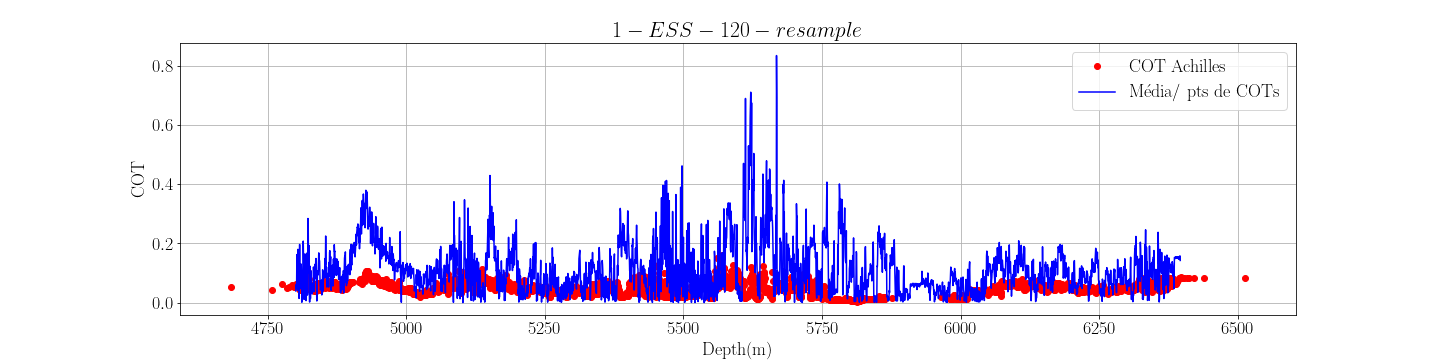 1 − ESS − 120 − resample
COT Achilles
Média/ pts de COTs
COT
0.8
0.6
0.4
0.2
0.0
4750 5000 5250 5500 5750 6000 6250 6500
Depth(m)